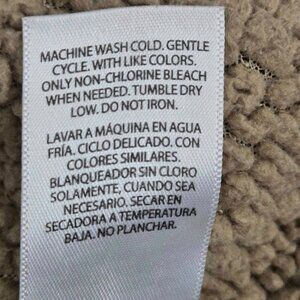 MACHINE WASH COLD. GENTLE
CYCLE. WITH LIKE COLORS.
ONLY NON-CHLORINE BLEACH
WHEN NEEDED. TUMBLE DRY
LOW. DO NOT IRON.
LAVAR A MÁQUINA EN AGUA
FRÍA. CICLO DELICADO. CON
COLORES SIMILARES.
BLANQUEADOR SIN CLORO
SOLAMENTE, CUANDO SEA
NECESARIO. SECAR EN
SECADORA A TEMPERATURA
BAJA. NO PLANCHAR.